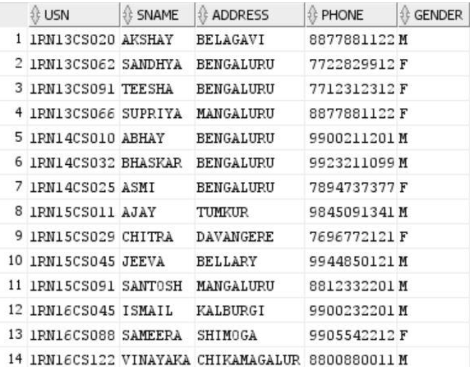 USN SNAME ADDRESS PHONE GENDER
1 1RN13CS020 AKSHAY BELAGAVI 8877881122 M
2 1RN13CS062 SANDHYA BENGALURU 7722829912 F
3 1RN13CS091 TEESHA BENGALURU 7712312312 F
4 1RN13CS066 SUPRIYA MANGALURU 8877881122 F
5 1RN14CS010 ABHAY BENGALURU 9900211201 M
6 1RN14CS032 BHASKAR BENGALURU 9923211099 M
7 1RN14CS025 ASMI BENGALURU 7894737377 F
8 1RN15CS011 AJAY TUMKUR 9845091341 M
9 1RN15CS029 CHITRA DAVANGERE 7696772121 F
10 1RN15CS045 JEEVA BELLARY 9944850121 M
11 1RN15CS091 SANTOSH MANGALURU 8812332201 M
12 1RN16CS045 ISMAIL KALBURGI 9900232201 M
13 1RN16CS088 SAMEERA SHIMOGA 9905542212 F
14 1RN16CS122 VINAYAKA CHIKAMAGALUR 8800880011 M